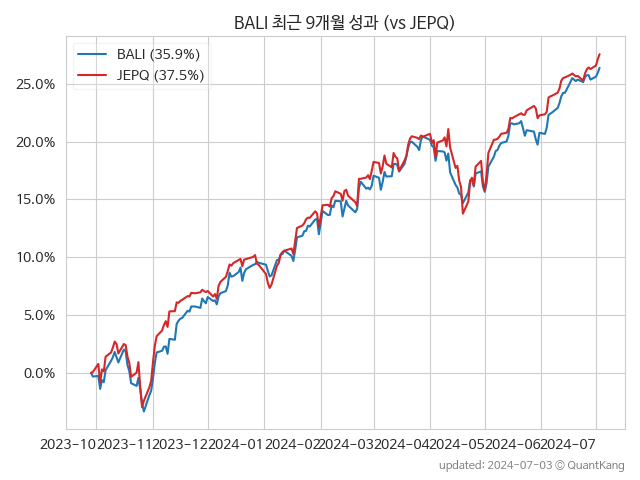 BALI 최근 9개월 성과 (vs JEPQ)
BALI (35.9%)
JEPQ (37.5%)
25.0%
20.0%
15.0%
10.0%
5.0%
0.0%
2023-10 2023-11 2023-12 2024-01 2024-02 2024-03 2024-04 2024-05 2024-06 2024-07
updated: 2024-07-03 © QuantKang